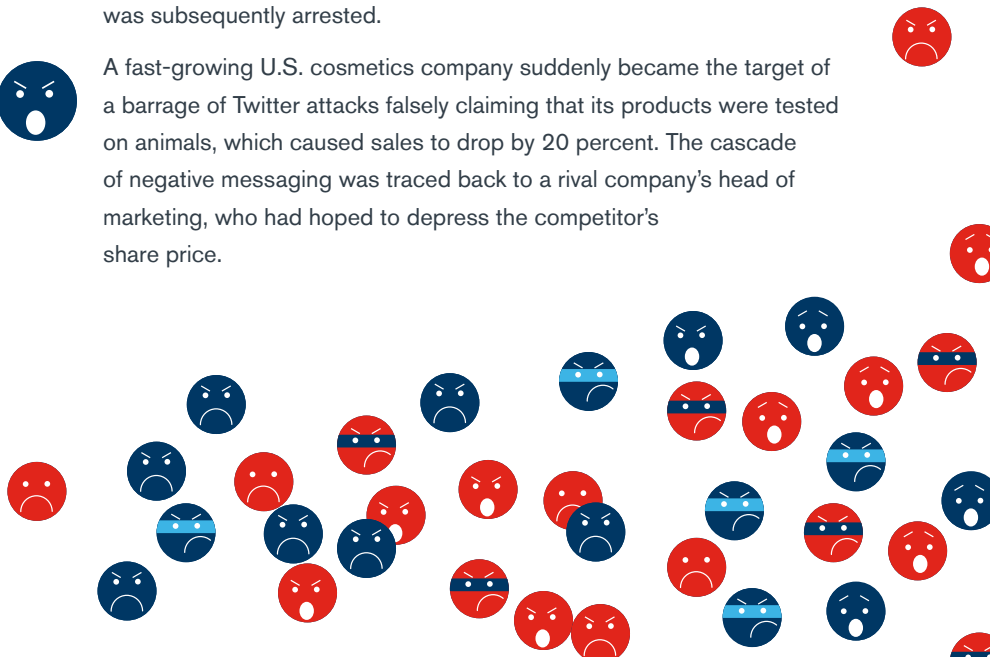 was subsequently arrested.
A fast-growing U.S. cosmetics company suddenly became the target of
a barrage of Twitter attacks falsely claiming that its products were tested
on animals, which caused sales to drop by 20 percent. The cascade
of negative messaging was traced back to a rival company’s head of
marketing, who had hoped to depress the competitor’s
share price.